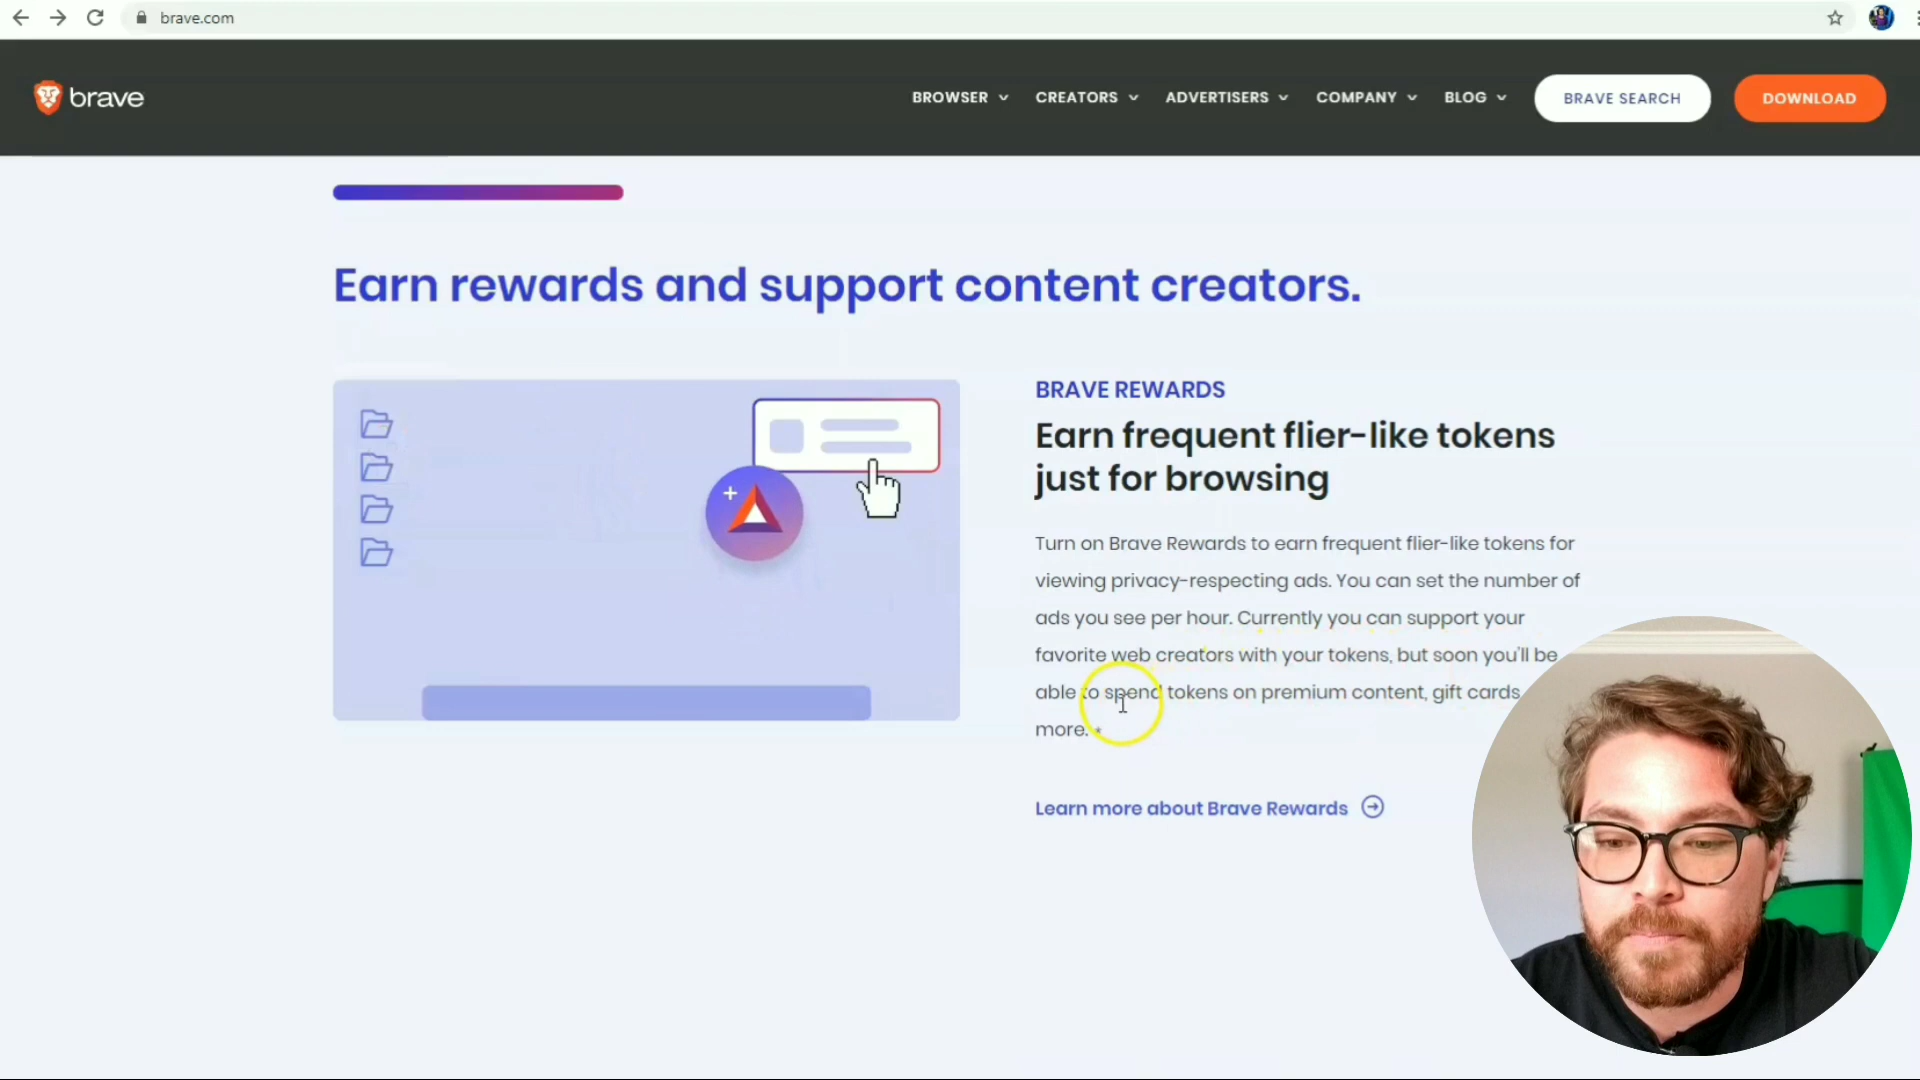 brave.com
brave
BROWSER CREATORS ADVERTISERS COMPANY BLOG BRAVE SEARCH DOWNLOAD
Earn rewards and support content creators.
BRAVE REWARDS
Earn frequent flier-like tokens
just for browsing
Turn on Brave Rewards to earn frequent flier-like tokens for
viewing privacy-respecting ads. You can set the number of
ads you see per hour. Currently you can support your
favorite web creators with your tokens, but soon you'll be
able to spend tokens on premium content, gift cards
more. *
Learn more about Brave Rewards